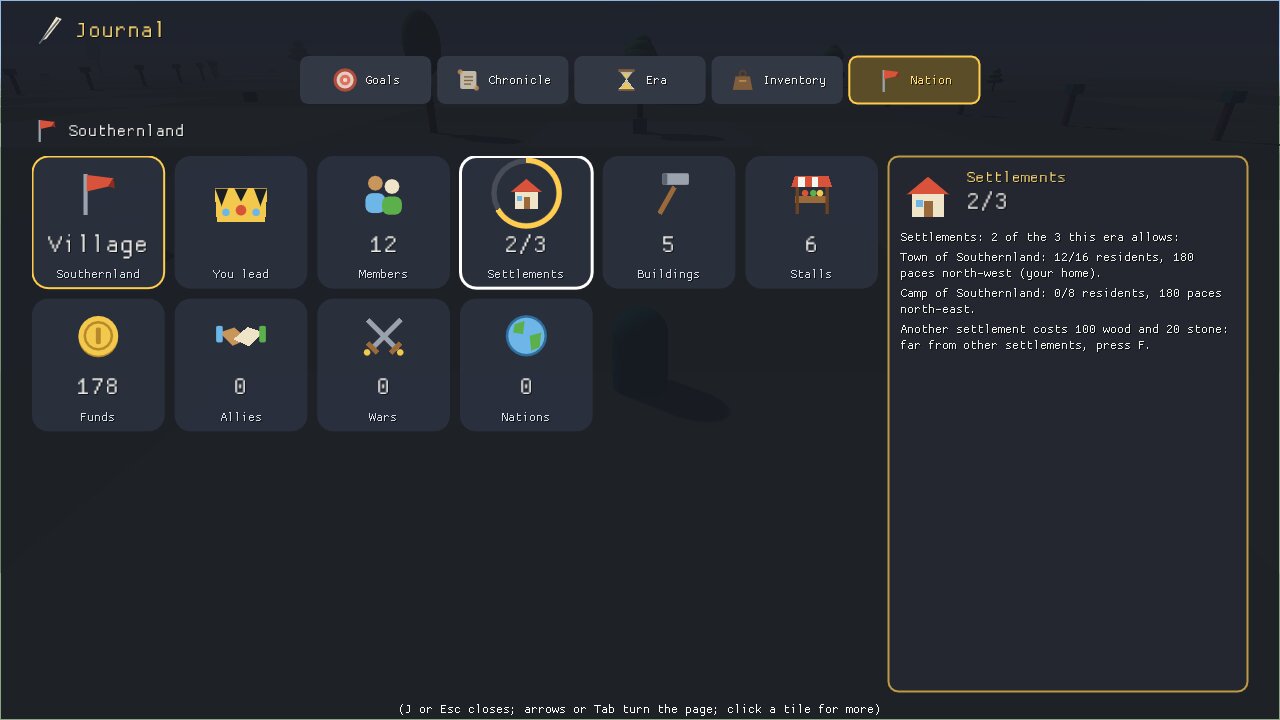 Journal
Goals
Chronicle
Era
Inventory
Nation
Southernland
Village
Southernland
You lead
12
Members
2/3
Settlements
5
Buildings
6
Stalls
178
Funds
0
Allies
0
Wars
0
Nations
Settlements
2/3
Settlements: 2 of the 3 this era allows:
Town of Southernland: 12/16 residents, 180
paces north-west (your home).
Camp of Southernland: 0/8 residents, 180 paces
north-east.
Another settlement costs 100 wood and 20 stone:
far from other settlements, press F.
(J or Esc closes; arrows or Tab turn the page; click a tile for more)